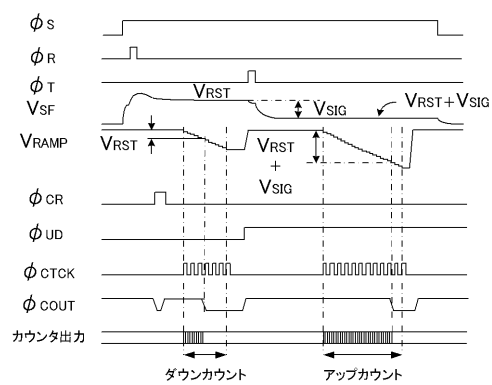 φS
φR
φT
VSF
VRST
VSIG
VRST+VSIG
VRAMP
VRST
VRST
+
VSIG
φCR
φUD
φCTCK
φCOUT
カウンタ出力
ダウンカウント
アップカウント